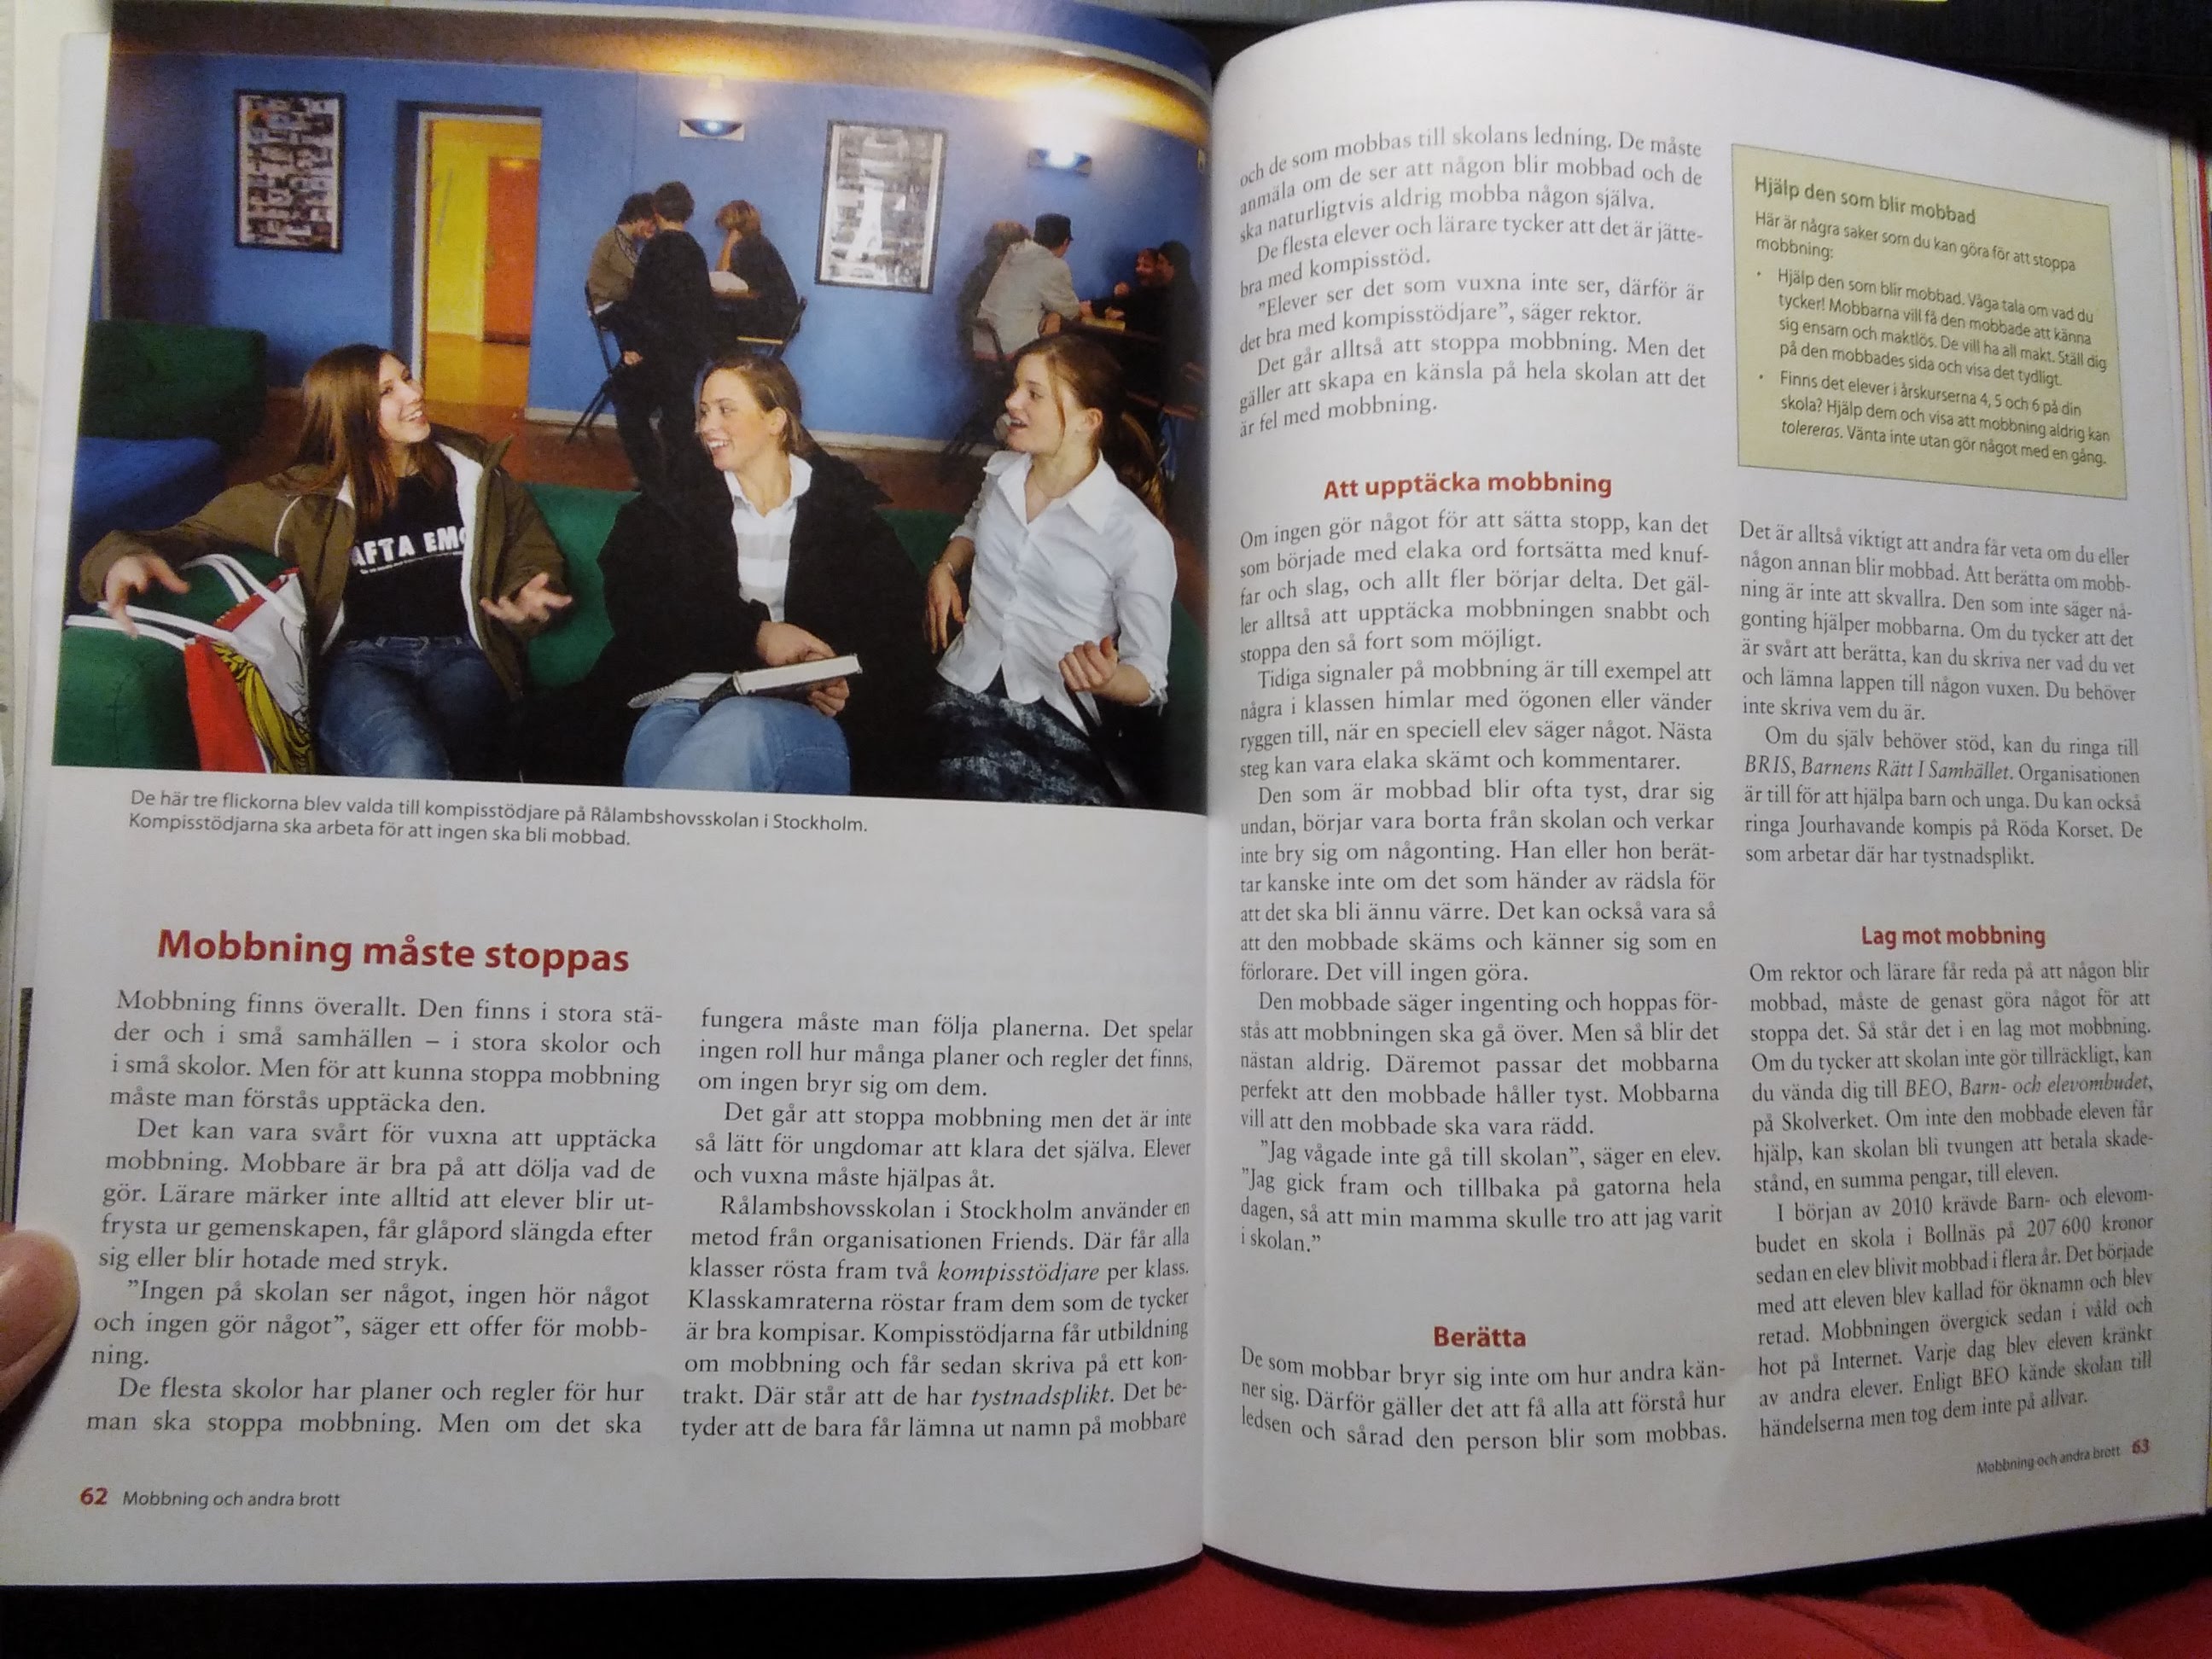 AFTA EMO
De här tre flickorna blev valda till kompisstödjare på Rålambshovsskolan i Stockholm.
Kompisstödjarna ska arbeta för att ingen ska bli mobbad.
Mobbning måste stoppas
Mobbning finns överallt. Den finns i stora stä-
der och i små samhällen – i stora skolor och
i små skolor. Men för att kunna stoppa mobbning
måste man förstås upptäcka den.
Det kan vara svårt för vuxna att upptäcka
mobbning. Mobbare är bra på att dölja vad de
gör. Lärare märker inte alltid att elever blir ut-
frysta ur gemenskapen, får glåpord slängda efter
sig eller blir hotade med stryk.
”Ingen på skolan ser något, ingen hör något
och ingen gör något”, säger ett offer för mobb-
ning.
De flesta skolor har planer och regler för hur
man ska stoppa mobbning. Men om det ska
fungera måste man följa planerna. Det spelar
ingen roll hur många planer och regler det finns,
om ingen bryr sig om dem.
Det går att stoppa mobbning men det är inte
så lätt för ungdomar att klara det själva. Elever
och vuxna måste hjälpas åt.
Rålambshovsskolan i Stockholm använder en
metod från organisationen Friends. Där får alla
klasser rösta fram två kompisstödjare per klass.
Klasskamraterna röstar fram dem som de tycker
är bra kompisar. Kompisstödjarna får utbildning
om mobbning och får sedan skriva på ett kon-
trakt. Där står att de har tystnadsplikt. Det be-
tyder att de bara får lämna ut namn på mobbare
62 Mobbning och andra brott
och de som mobbas till skolans ledning. De måste
anmäla om de ser att någon blir mobbad och de
ska naturligtvis aldrig mobba någon själva.
De flesta elever och lärare tycker att det är jätte-
bra med kompisstöd.
”Elever ser det som vuxna inte ser, därför är
det bra med kompisstödjare”, säger rektor.
Det går alltså att stoppa mobbning. Men det
gäller att skapa en känsla på hela skolan att det
är fel med mobbning.
Att upptäcka mobbning
Om ingen gör något för att sätta stopp, kan det
som började med elaka ord fortsätta med knuf-
far och slag, och allt fler börjar delta. Det gäl-
ler alltså att upptäcka mobbningen snabbt och
stoppa den så fort som möjligt.
Tidiga signaler på mobbning är till exempel att
några i klassen himlar med ögonen eller vänder
ryggen till, när en speciell elev säger något. Nästa
steg kan vara elaka skämt och kommentarer.
Den som är mobbad blir ofta tyst, drar sig
undan, börjar vara borta från skolan och verkar
inte bry sig om någonting. Han eller hon berät-
tar kanske inte om det som händer av rädsla för
att det ska bli ännu värre. Det kan också vara så
att den mobbade skäms och känner sig som en
förlorare. Det vill ingen göra.
Den mobbade säger ingenting och hoppas för-
stås att mobbningen ska gå över. Men så blir det
nästan aldrig. Däremot passar det mobbarna
perfekt att den mobbade håller tyst. Mobbarna
vill att den mobbade ska vara rädd.
”Jag vågade inte gå till skolan”, säger en elev.
”Jag gick fram och tillbaka på gatorna hela
dagen, så att min mamma skulle tro att jag varit
i skolan.”
Berätta
De som mobbar bryr sig inte om hur andra kän-
ner sig. Därför gäller det att få alla att förstå hur
ledsen och sårad den person blir som mobbas.
Hjälp den som blir mobbad
Här är några saker som du kan göra för att stoppa
mobbning:
• Hjälp den som blir mobbad. Våga tala om vad du
tycker! Mobbarna vill få den mobbade att känna
sig ensam och maktlös. De vill ha all makt. Ställ dig
på den mobbades sida och visa det tydligt.
• Finns det elever i årskurserna 4, 5 och 6 på din
skola? Hjälp dem och visa att mobbning aldrig kan
tolereras. Vänta inte utan gör något med en gång.
Det är alltså viktigt att andra får veta om du eller
någon annan blir mobbad. Att berätta om mobb-
ning är inte att skvallra. Den som inte säger nå-
gonting hjälper mobbarna. Om du tycker att det
är svårt att berätta, kan du skriva ner vad du vet
och lämna lappen till någon vuxen. Du behöver
inte skriva vem du är.
Om du själv behöver stöd, kan du ringa till
BRIS, Barnens Rätt I Samhället. Organisationen
är till för att hjälpa barn och unga. Du kan också
ringa Jourhavande kompis på Röda Korset. De
som arbetar där har tystnadsplikt.
Lag mot mobbning
Om rektor och lärare får reda på att någon blir
mobbad, måste de genast göra något för att
stoppa det. Så står det i en lag mot mobbning.
Om du tycker att skolan inte gör tillräckligt, kan
du vända dig till BEO, Barn- och elevombudet,
på Skolverket. Om inte den mobbade eleven får
hjälp, kan skolan bli tvungen att betala skade-
stånd, en summa pengar, till eleven.
I början av 2010 krävde Barn- och elevom-
budet en skola i Bollnäs på 207 600 kronor
sedan en elev blivit mobbad i flera år. Det började
med att eleven blev kallad för öknamn och blev
retad. Mobbningen övergick sedan i våld och
hot på Internet. Varje dag blev eleven kränkt
av andra elever. Enligt BEO kände skolan till
händelserna men tog dem inte på allvar.
Mobbning och andra brott 63